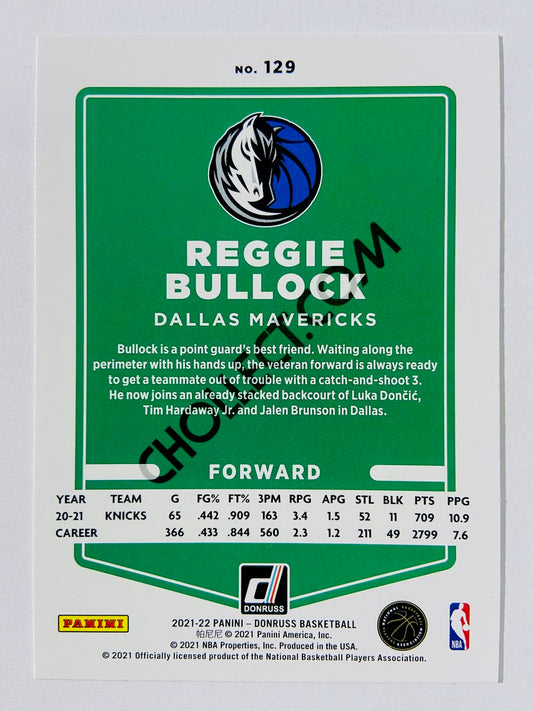 NO. 129
REGGIE
BULLOCK
DALLAS MAVERICKS
Bullock is a point guard's best friend. Waiting along the
perimeter with his hands up, the veteran forward is always ready
to get a teammate out of trouble with a catch-and-shoot 3.
He now joins an already stacked backcourt of Luka Dončić,
Tim Hardaway Jr. and Jalen Brunson in Dallas.
CHOLLECT.COM
FORWARD
YEAR TEAM G FG% FT% 3PM RPG APG STL BLK PTS PPG
20-21 KNICKS 65 .442 .909 163 3.4 1.5 52 11 709 10.9
CAREER 366 .433 .844 560 2.3 1.2 211 49 2799 7.6
DONRUSS
PANINI
2021-22 PANINI – DONRUSS BASKETBALL
帕尼尼 © 2021 Panini America, Inc.
© 2021 NBA Properties, Inc. Produced in the USA.
© 2021 Officially licensed product of the National Basketball Players Association.
NATIONAL BASKETBALL PLAYERS ASSOCIATION
NBA